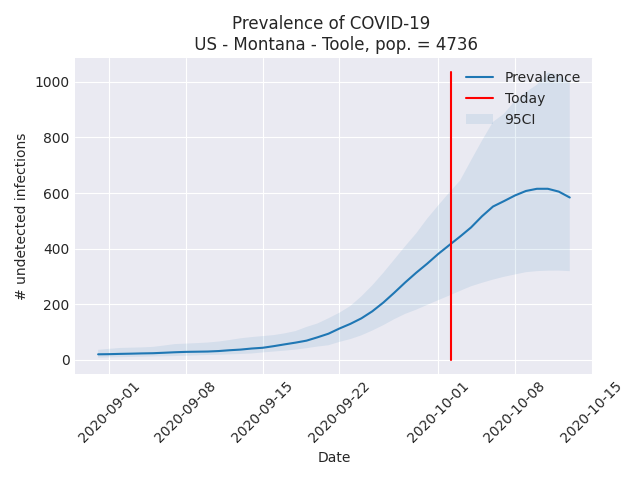 Prevalence of COVID-19
US - Montana - Toole, pop. = 4736
Prevalence
Today
95CI
# undetected infections
1000
800
600
400
200
0
2020-09-01
2020-09-08
2020-09-15
2020-09-22
2020-10-01
2020-10-08
2020-10-15
Date